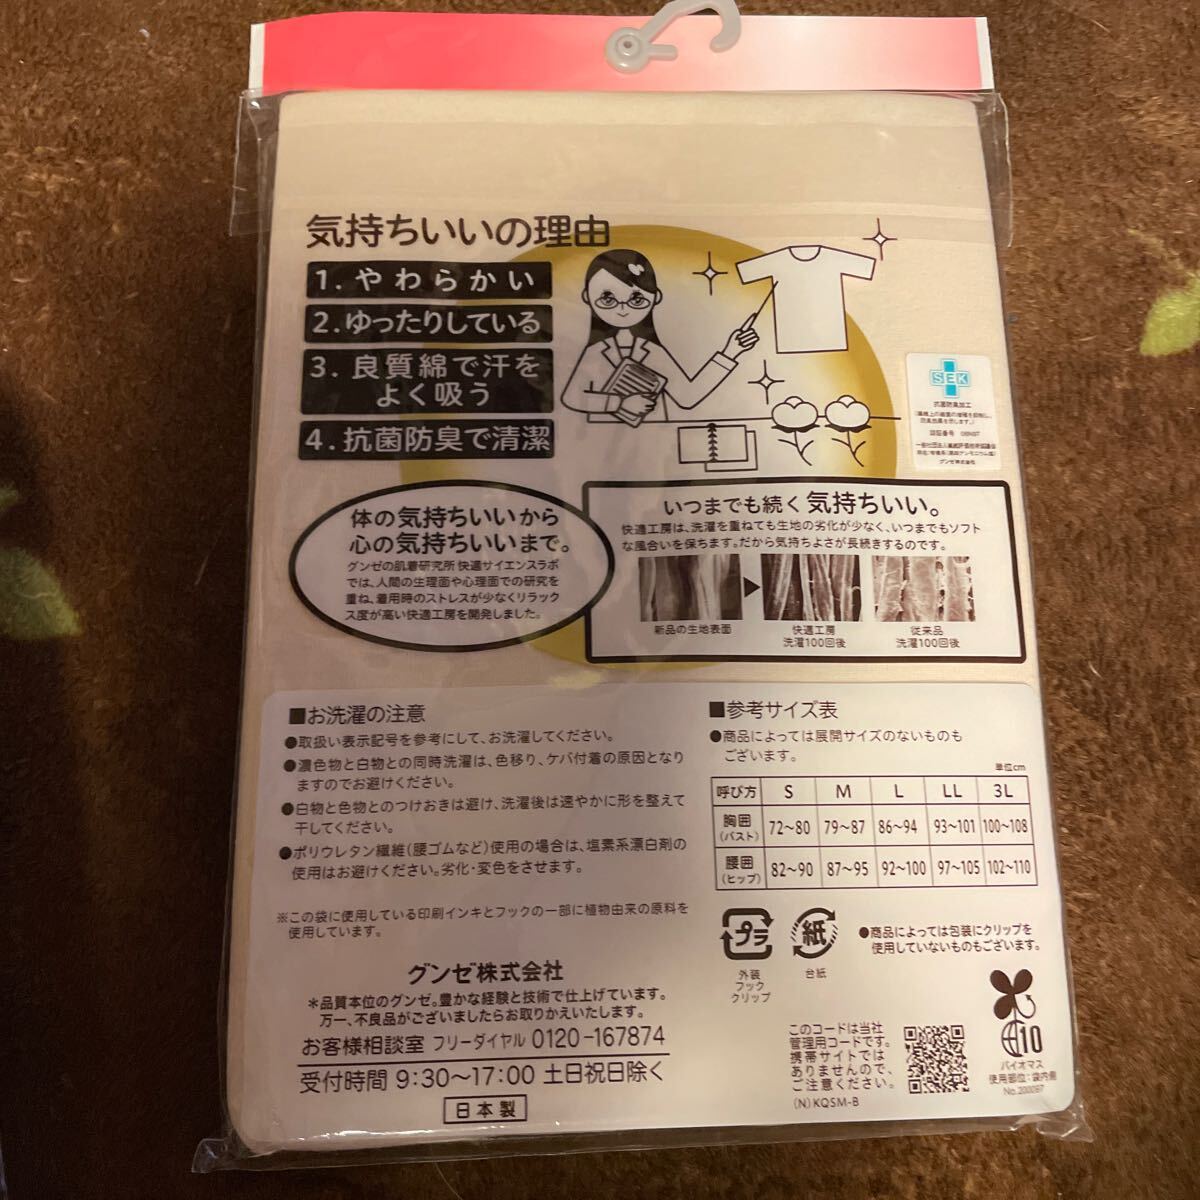 気持ちいいの理由
1. やわらかい
2. ゆったりしている
3. 良質綿で汗を
よく吸う
4. 抗菌防臭で清潔
SEK
抗菌防臭加工
グンゼ株式会社
体の気持ちいいから
心の気持ちいいまで。
グンゼの肌着研究所 快適サイエンスラボ
では、人間の生理面や心理面での研究を
重ね、着用時のストレスが少なくリラック
ス度が高い快適工房を開発しました。
いつまでも続く気持ちいい。
快適工房は、洗濯を重ねても生地の劣化が少なく、いつまでもソフト
な風合いを保ちます。だから気持ちよさが長続きするのです。
新品の生地表面
快適工房
洗濯100回後
従来品
洗濯100回後
■お洗濯の注意
●取扱い表示記号を参考にして、お洗濯してください。
●濃色物と白物との同時洗濯は、色移り、ケバ付着の原因となり
ますのでお避けください。
●白物と色物とのつけおきは避け、洗濯後は速やかに形を整えて
干してください。
●ポリウレタン繊維(腰ゴムなど)使用の場合は、塩素系漂白剤の
使用はお避けください。劣化・変色をさせます。
※この袋に使用している印刷インキとフックの一部に植物由来の原料を
使用しています。
グンゼ株式会社
＊品質本位のグンゼ。豊かな経験と技術で仕上げています。
万一、不良品がございましたらお取りかえいたします。
お客様相談室 フリーダイヤル 0120-167874
受付時間 9:30〜17:00 土日祝日除く
日本製
■参考サイズ表
●商品によっては展開サイズのないものも
ございます。
単位cm
呼び方 S M L LL 3L
胸囲
(バスト) 72〜80 79〜87 86〜94 93〜101 100〜108
腰囲
(ヒップ) 82〜90 87〜95 92〜100 97〜105 102〜110
プラ
外装
フック
クリップ
紙
台紙
●商品によっては包装にクリップを
使用していないものもございます。
このコードは当社
管理用コードです。
携帯サイトでは
ありませんので、
ご注意ください。
(N) KQSM-B
10
バイオマス
使用部位：袋内側
No.200097